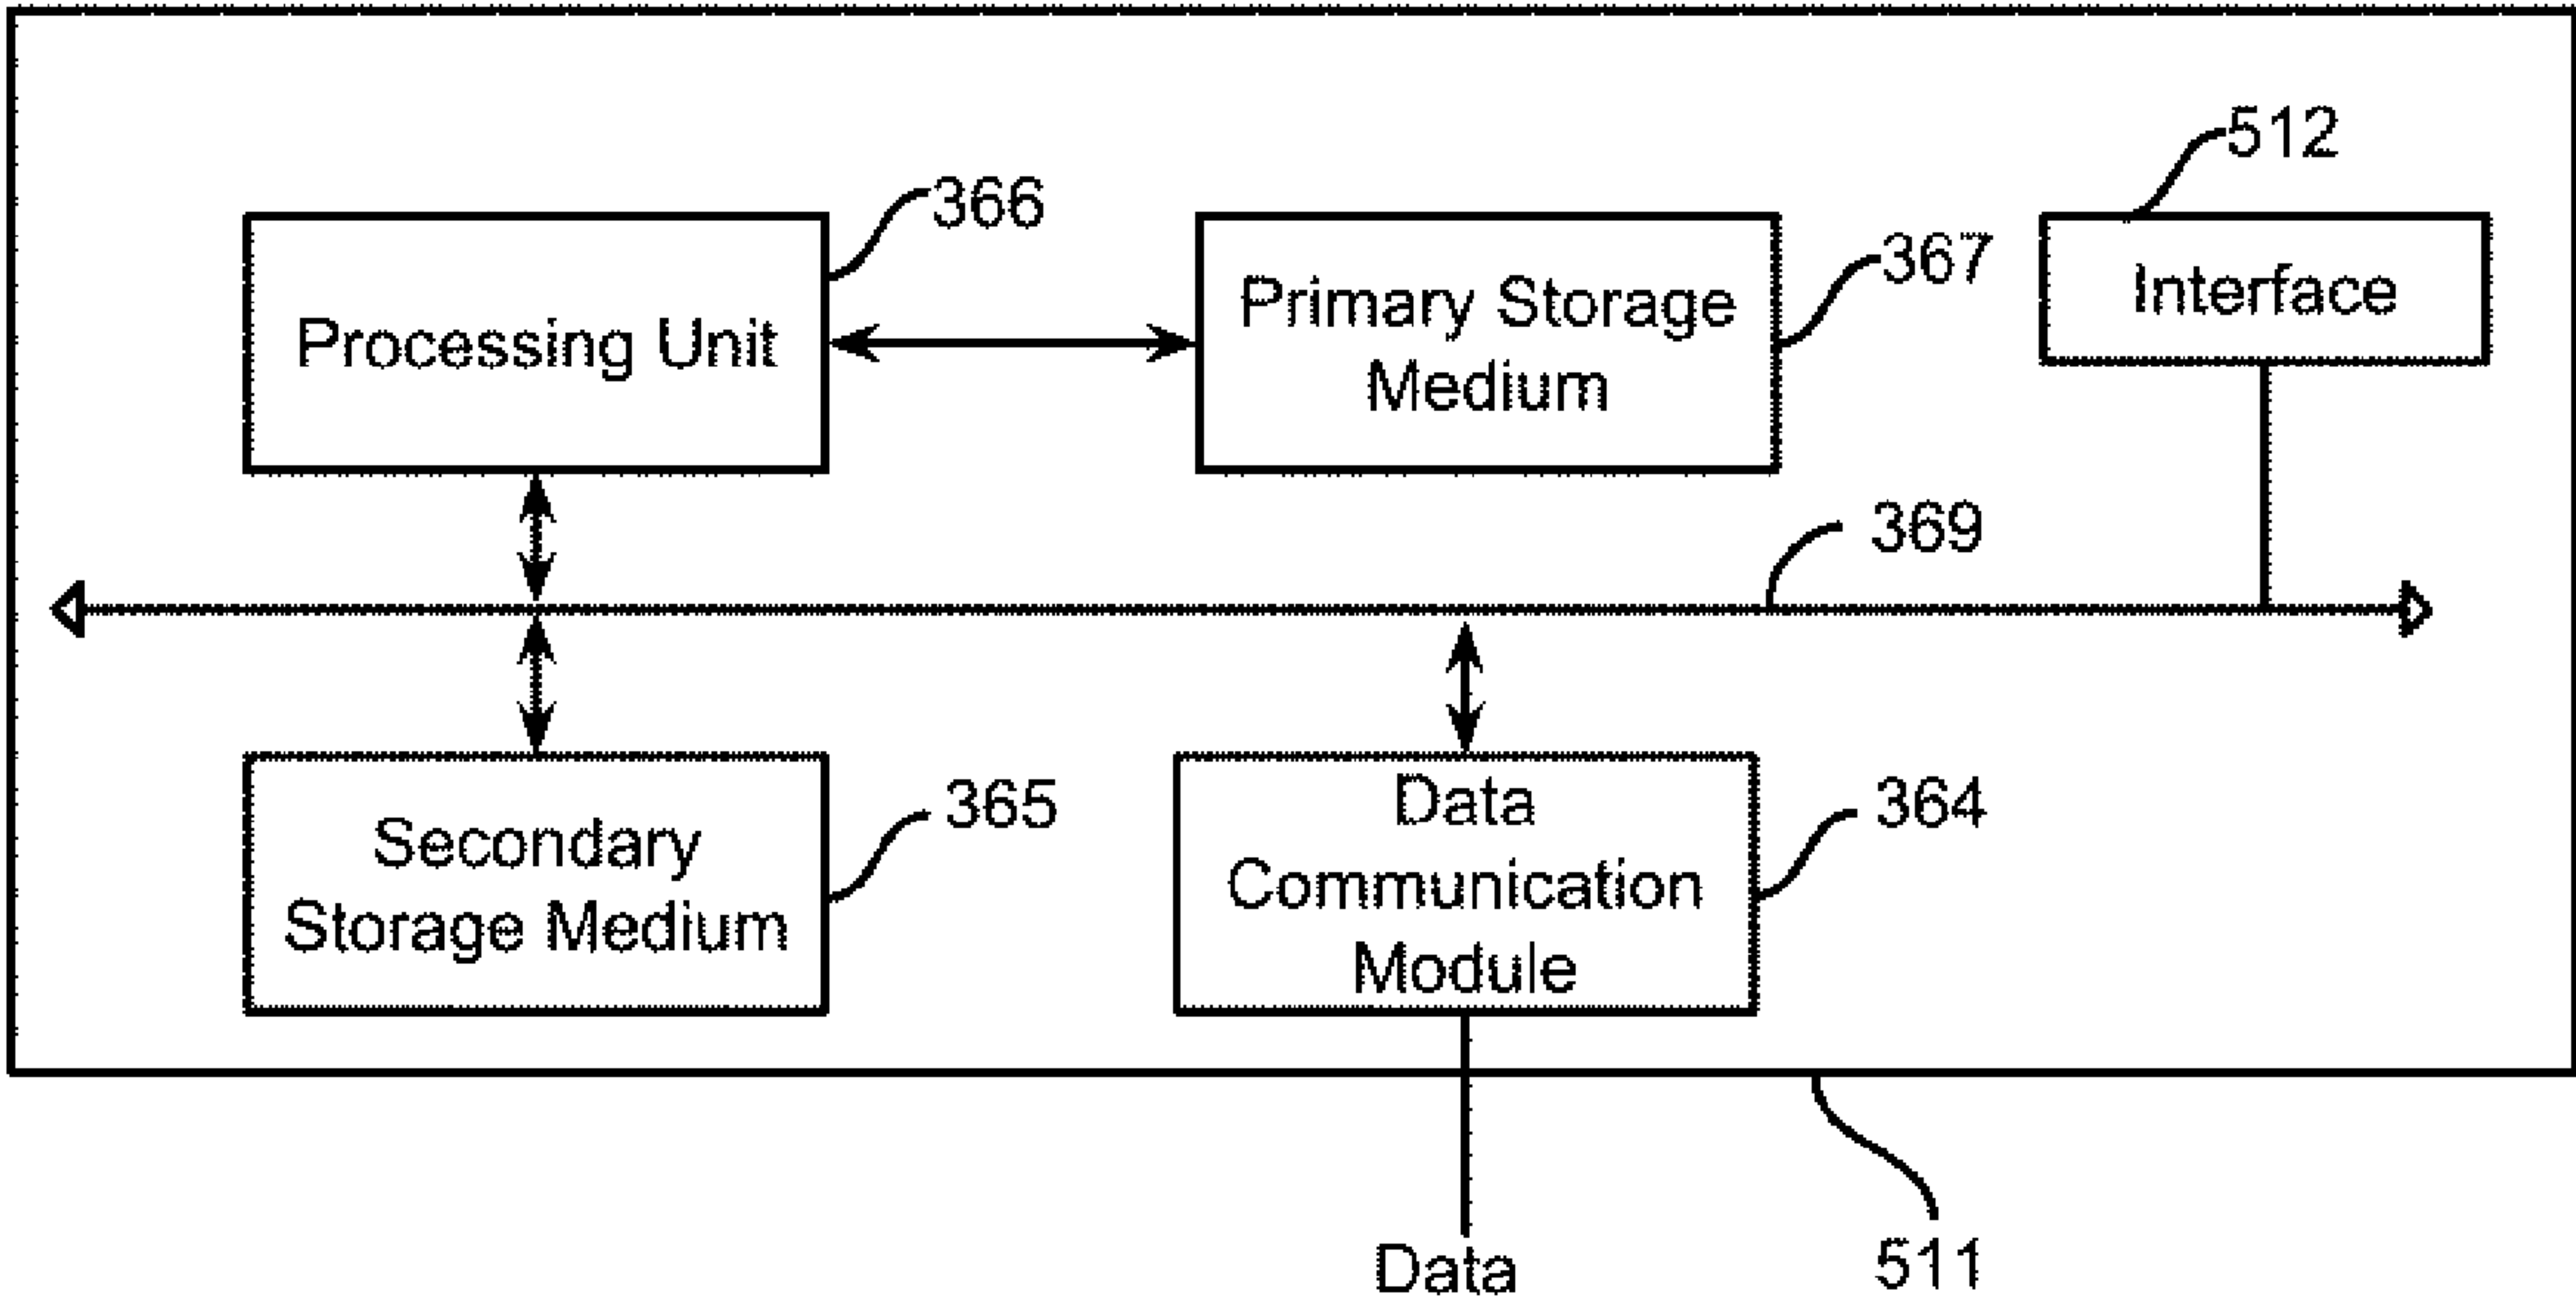 512
366
Processing Unit
Primary Storage
Medium
367
Interface
369
Secondary
Storage Medium
365
Data
Communication
Module
364
Data
511